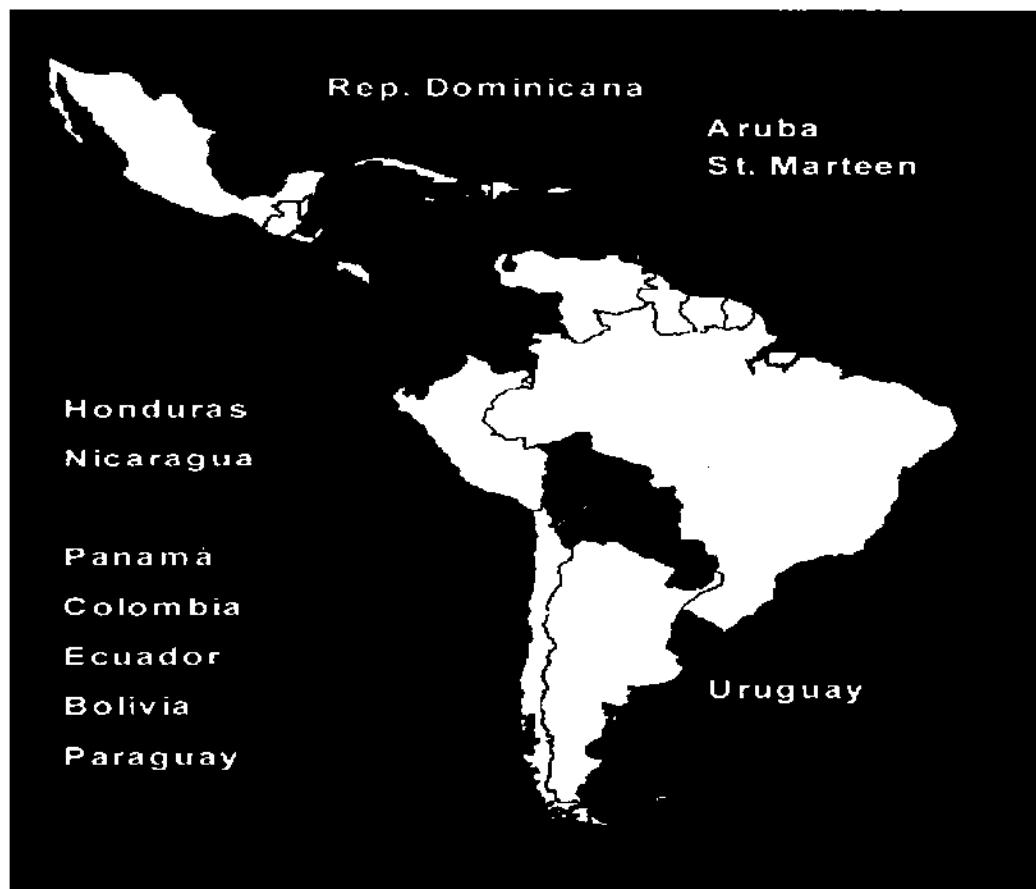 Rep. Dominicana
Aruba
St. Marteen
Honduras
Nicaragua
Panamá
Colombia
Ecuador
Bolivia
Paraguay
Uruguay